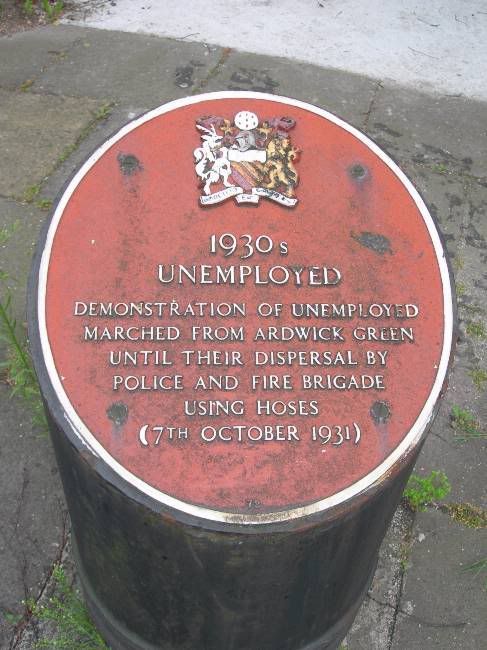 1930s
UNEMPLOYED
DEMONSTRATION OF UNEMPLOYED
MARCHED FROM ARDWICK GREEN
UNTIL THEIR DISPERSAL BY
POLICE AND FIRE BRIGADE
USING HOSES
(7TH OCTOBER 1931)